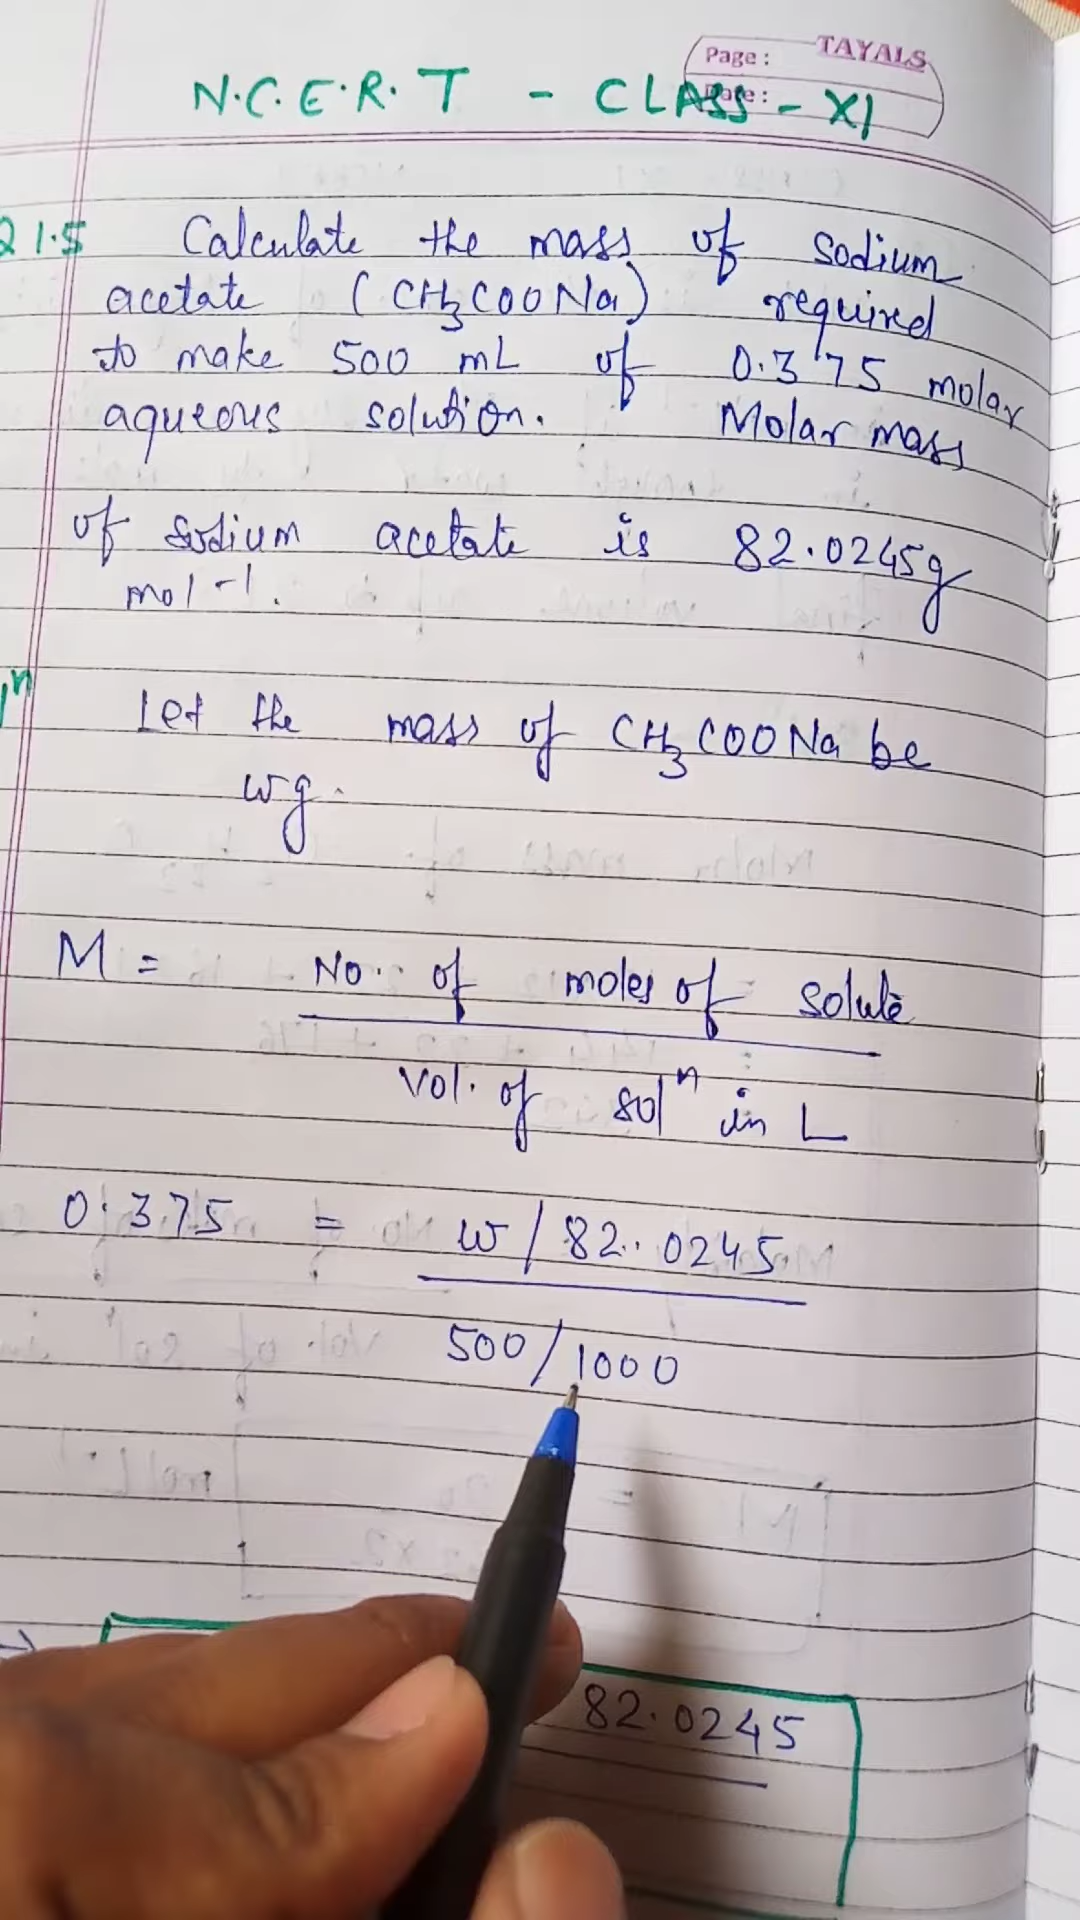 Page : TAYALS
Date :
N.C.E.R.T - CLASS - XI
Q 1.5 Calculate the mass of sodium
acetate (CH3COONa) required
to make 500 mL of 0.375 molar
aqueous solution. Molar mass
of sodium acetate is 82.0245g
mol-1.
Let the mass of CH3COONa be
wg.
M = No. of moles of solute
Vol. of solⁿ in L
0.375 = w/82.0245
500/1000
82.0245